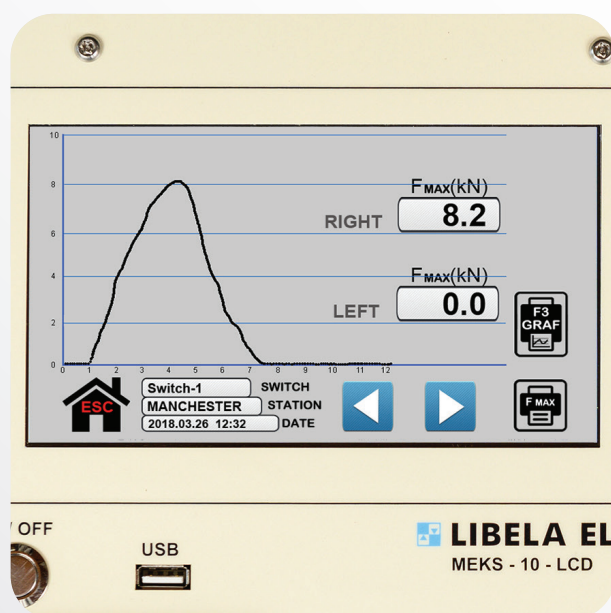 10
8
6
4
2
0
0 1 2 3 4 5 6 7 8 9 10 11 12
FMAX(kN)
RIGHT 8.2
FMAX(kN)
LEFT 0.0
F3
GRAF
ESC
Switch-1 SWITCH
MANCHESTER STATION
2018.03.26 12:32 DATE
F MAX
/ OFF
USB
LIBELA EL
MEKS - 10 - LCD